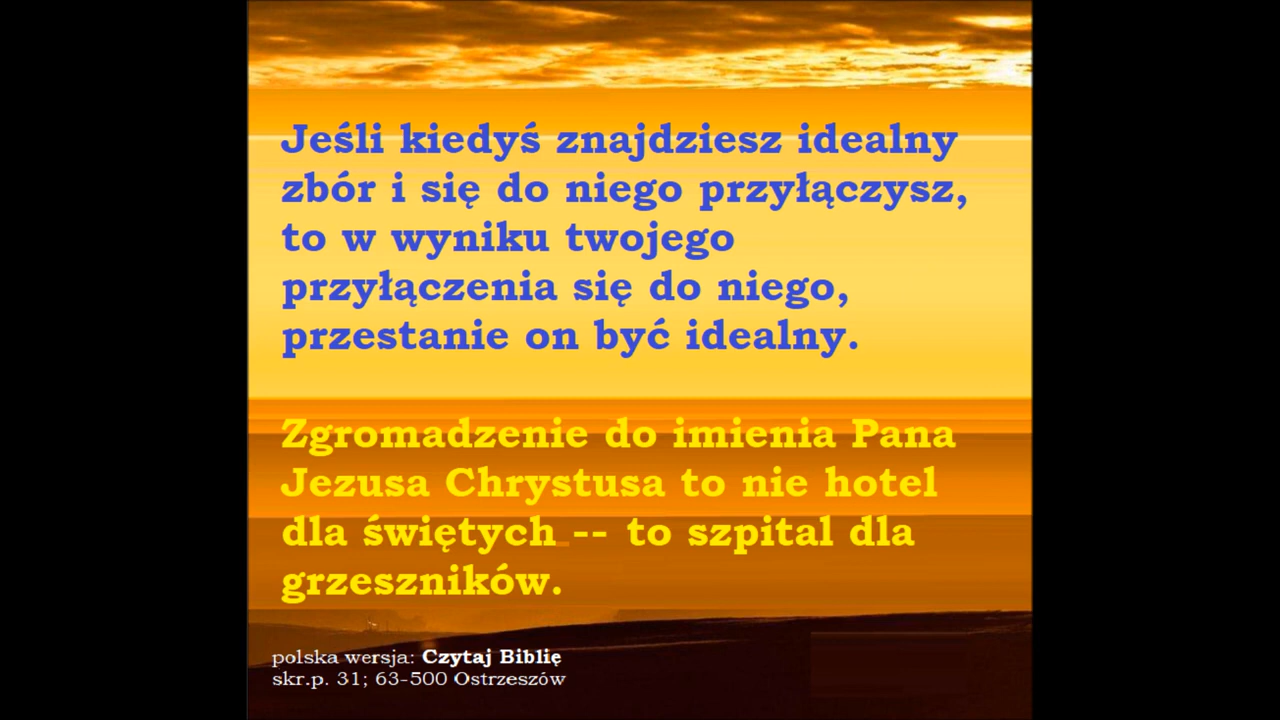 Jeśli kiedyś znajdziesz idealny
zbór i się do niego przyłączysz,
to w wyniku twojego
przyłączenia się do niego,
przestanie on być idealny.
Zgromadzenie do imienia Pana
Jezusa Chrystusa to nie hotel
dla świętych -- to szpital dla
grzeszników.
polska wersja: Czytaj Biblię
skr.p. 31; 63-500 Ostrzeszów